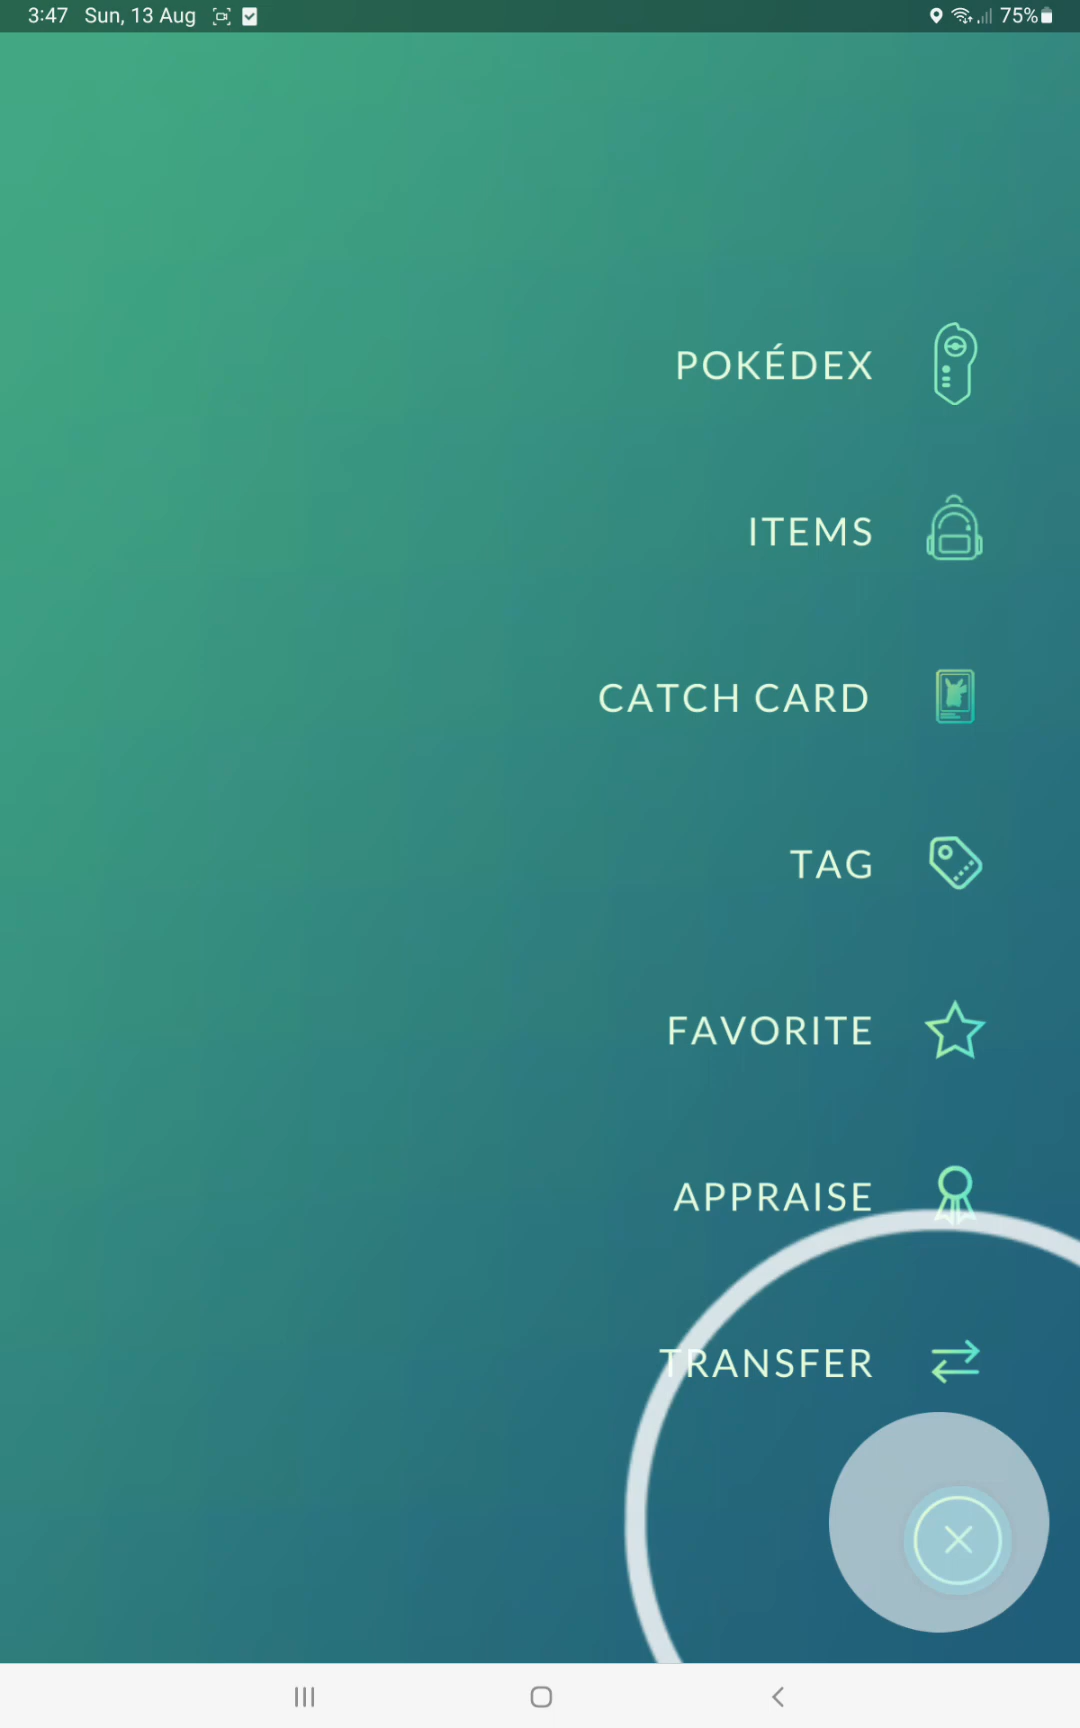 3:47 Sun, 13 Aug 75%
POKÉDEX
ITEMS
CATCH CARD
TAG
FAVORITE
APPRAISE
TRANSFER